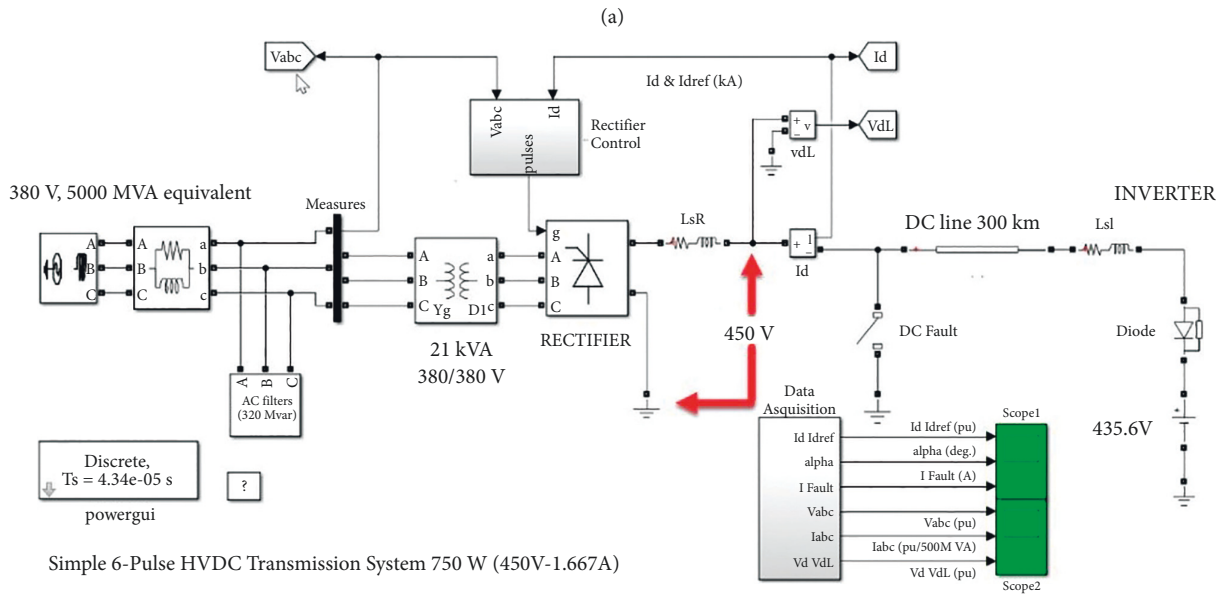 (a)
Vabc
Id
Id & Idref (kA)
Vabc
Id
pulses
Rectifier
Control
+
-
v
VdL
vdL
380 V, 5000 MVA equivalent
Measures
INVERTER
LsR
DC line 300 km
Lsl
A
B
C
A
B
C
a
b
c
A
B
C
Yg
a
b
c
D1
g
A
B
C
+
1
-
Id
RECTIFIER
450 V
DC Fault
Diode
21 kVA
380/380 V
A
B
C
AC filters
(320 Mvar)
+
435.6V
Data
Asquisition
Scope1
Id Idref
Id Idref (pu)
alpha
alpha (deg.)
I Fault
I Fault (A)
Vabc
Vabc (pu)
Iabc
Iabc (pu/500M VA)
Vd VdL
Vd VdL (pu)
Scope2
Discrete,
Ts = 4.34e-05 s
?
powergui
Simple 6-Pulse HVDC Transmission System 750 W (450V-1.667A)